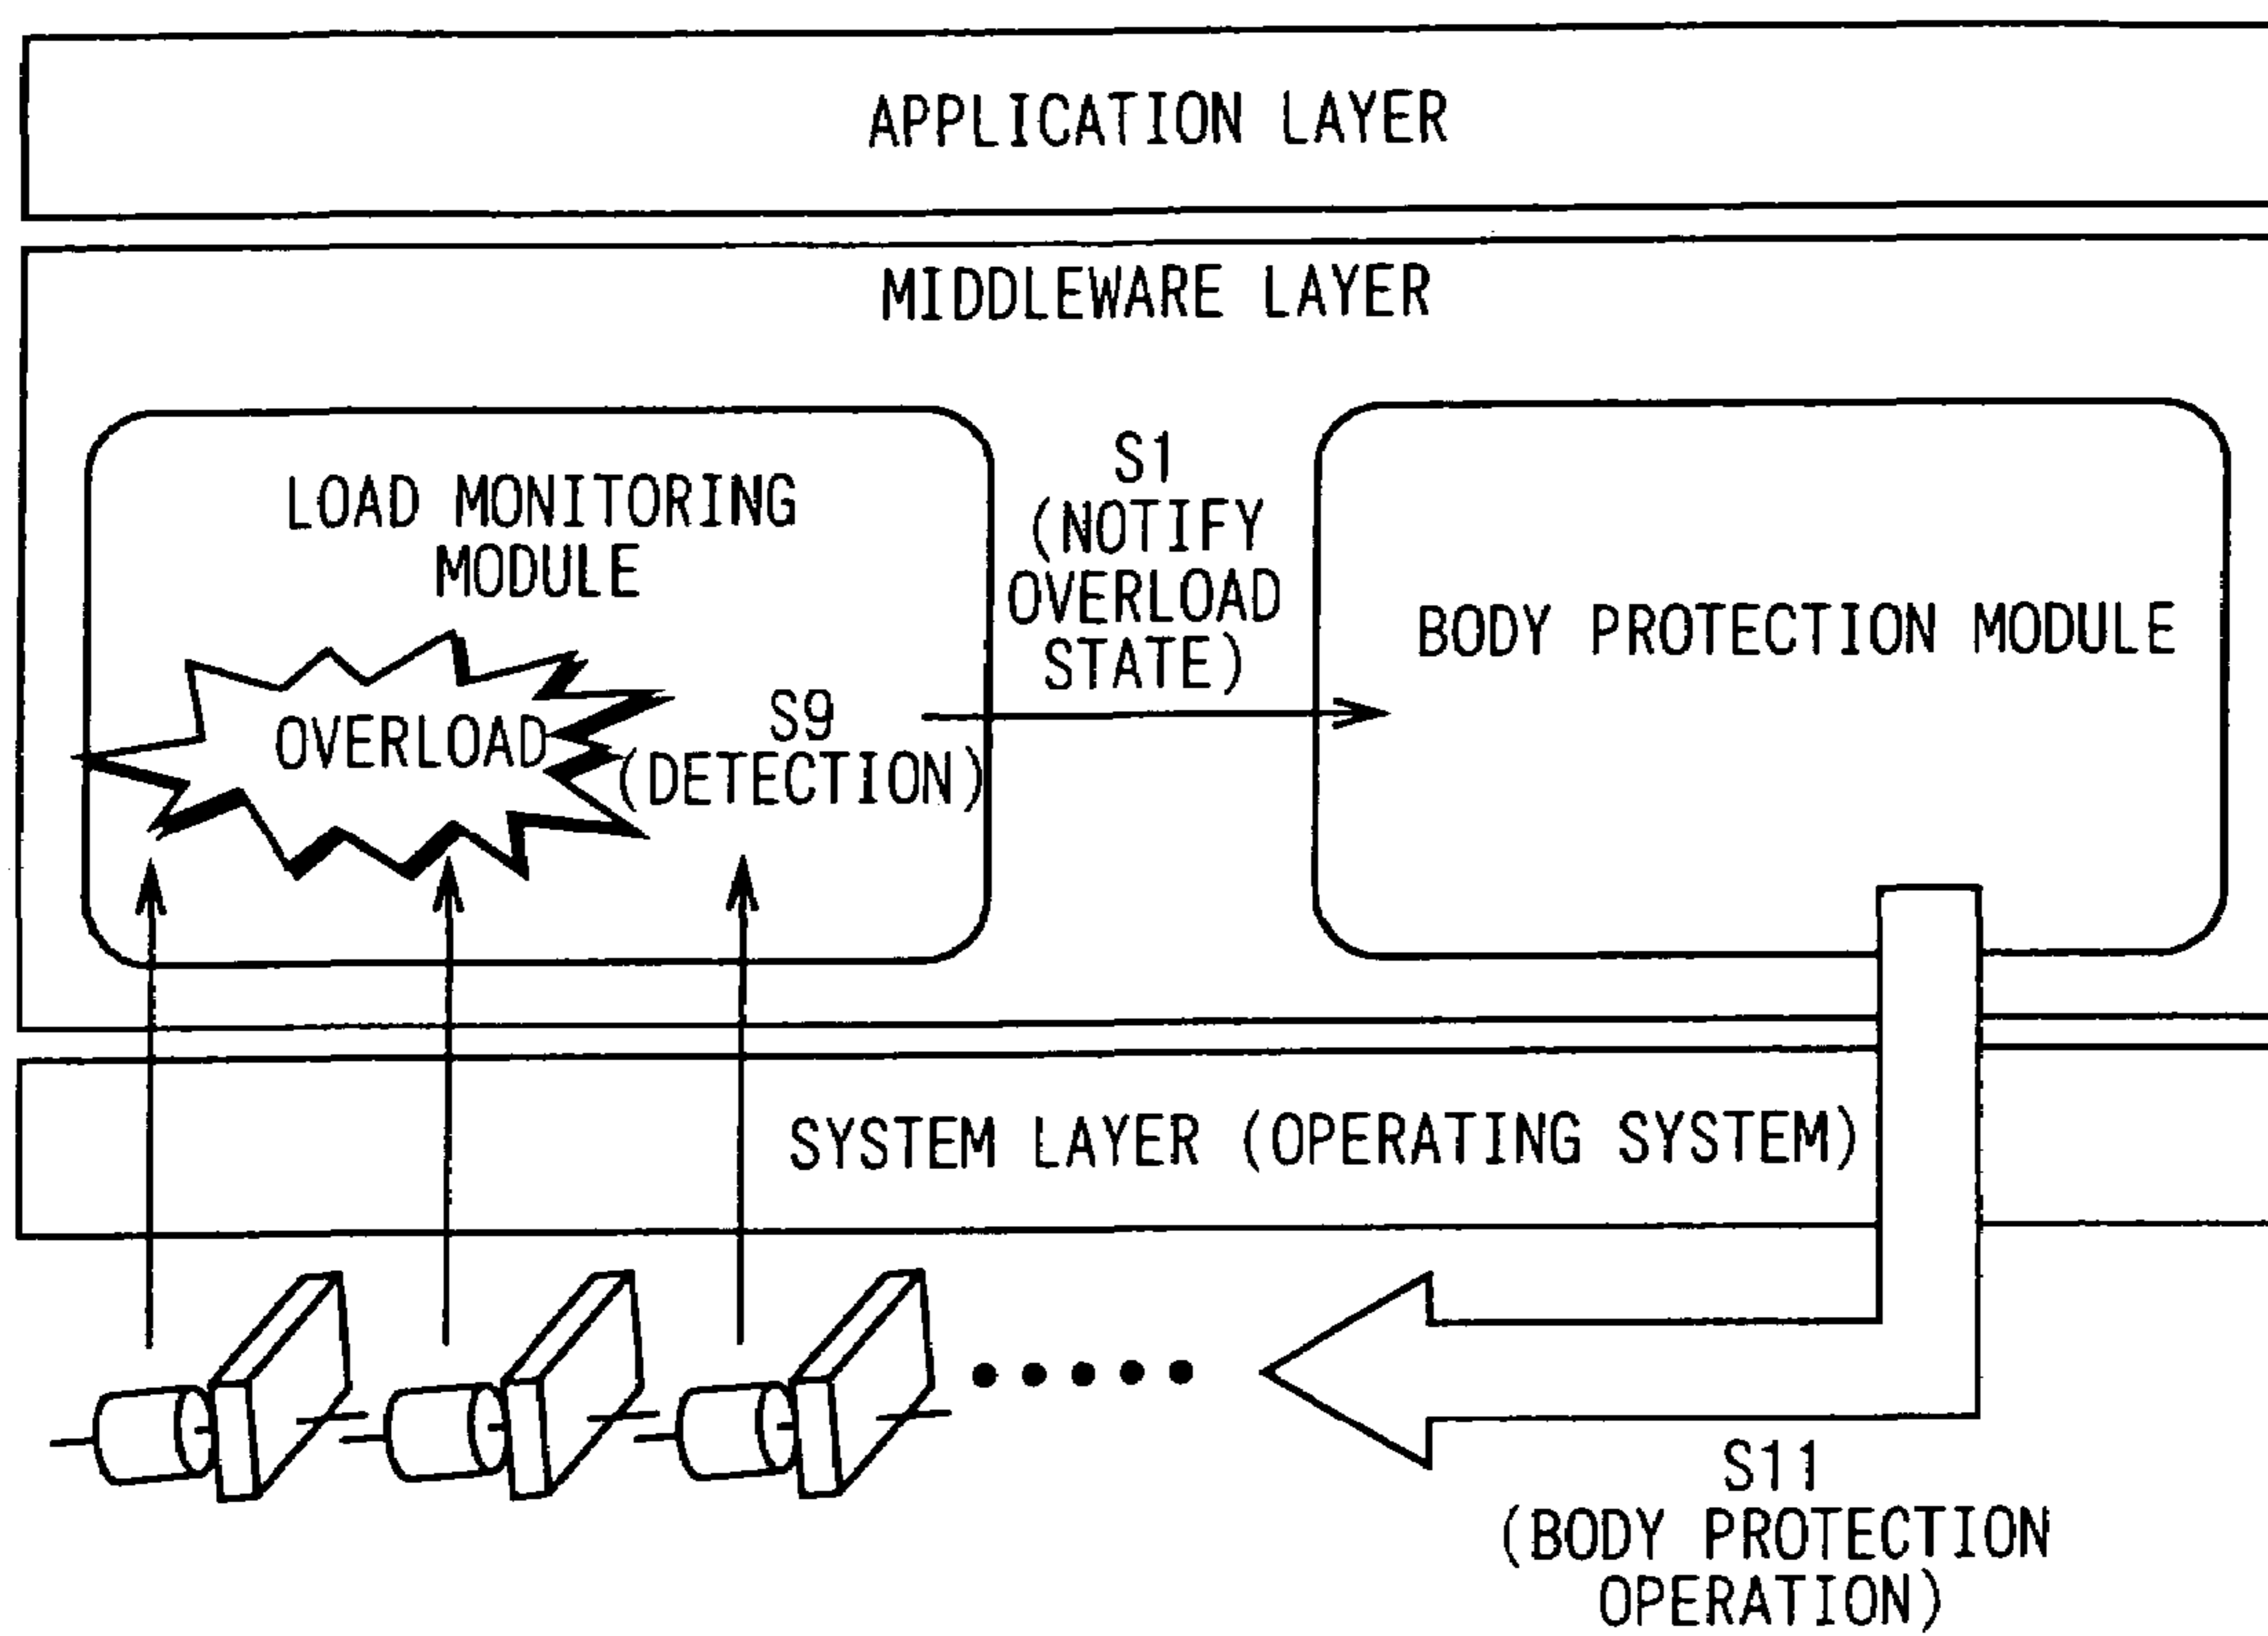 APPLICATION LAYER
MIDDLEWARE LAYER
LOAD MONITORING
MODULE
OVERLOAD
S9
(DETECTION)
S1
(NOTIFY
OVERLOAD
STATE)
BODY PROTECTION MODULE
SYSTEM LAYER (OPERATING SYSTEM)
S11
(BODY PROTECTION
OPERATION)